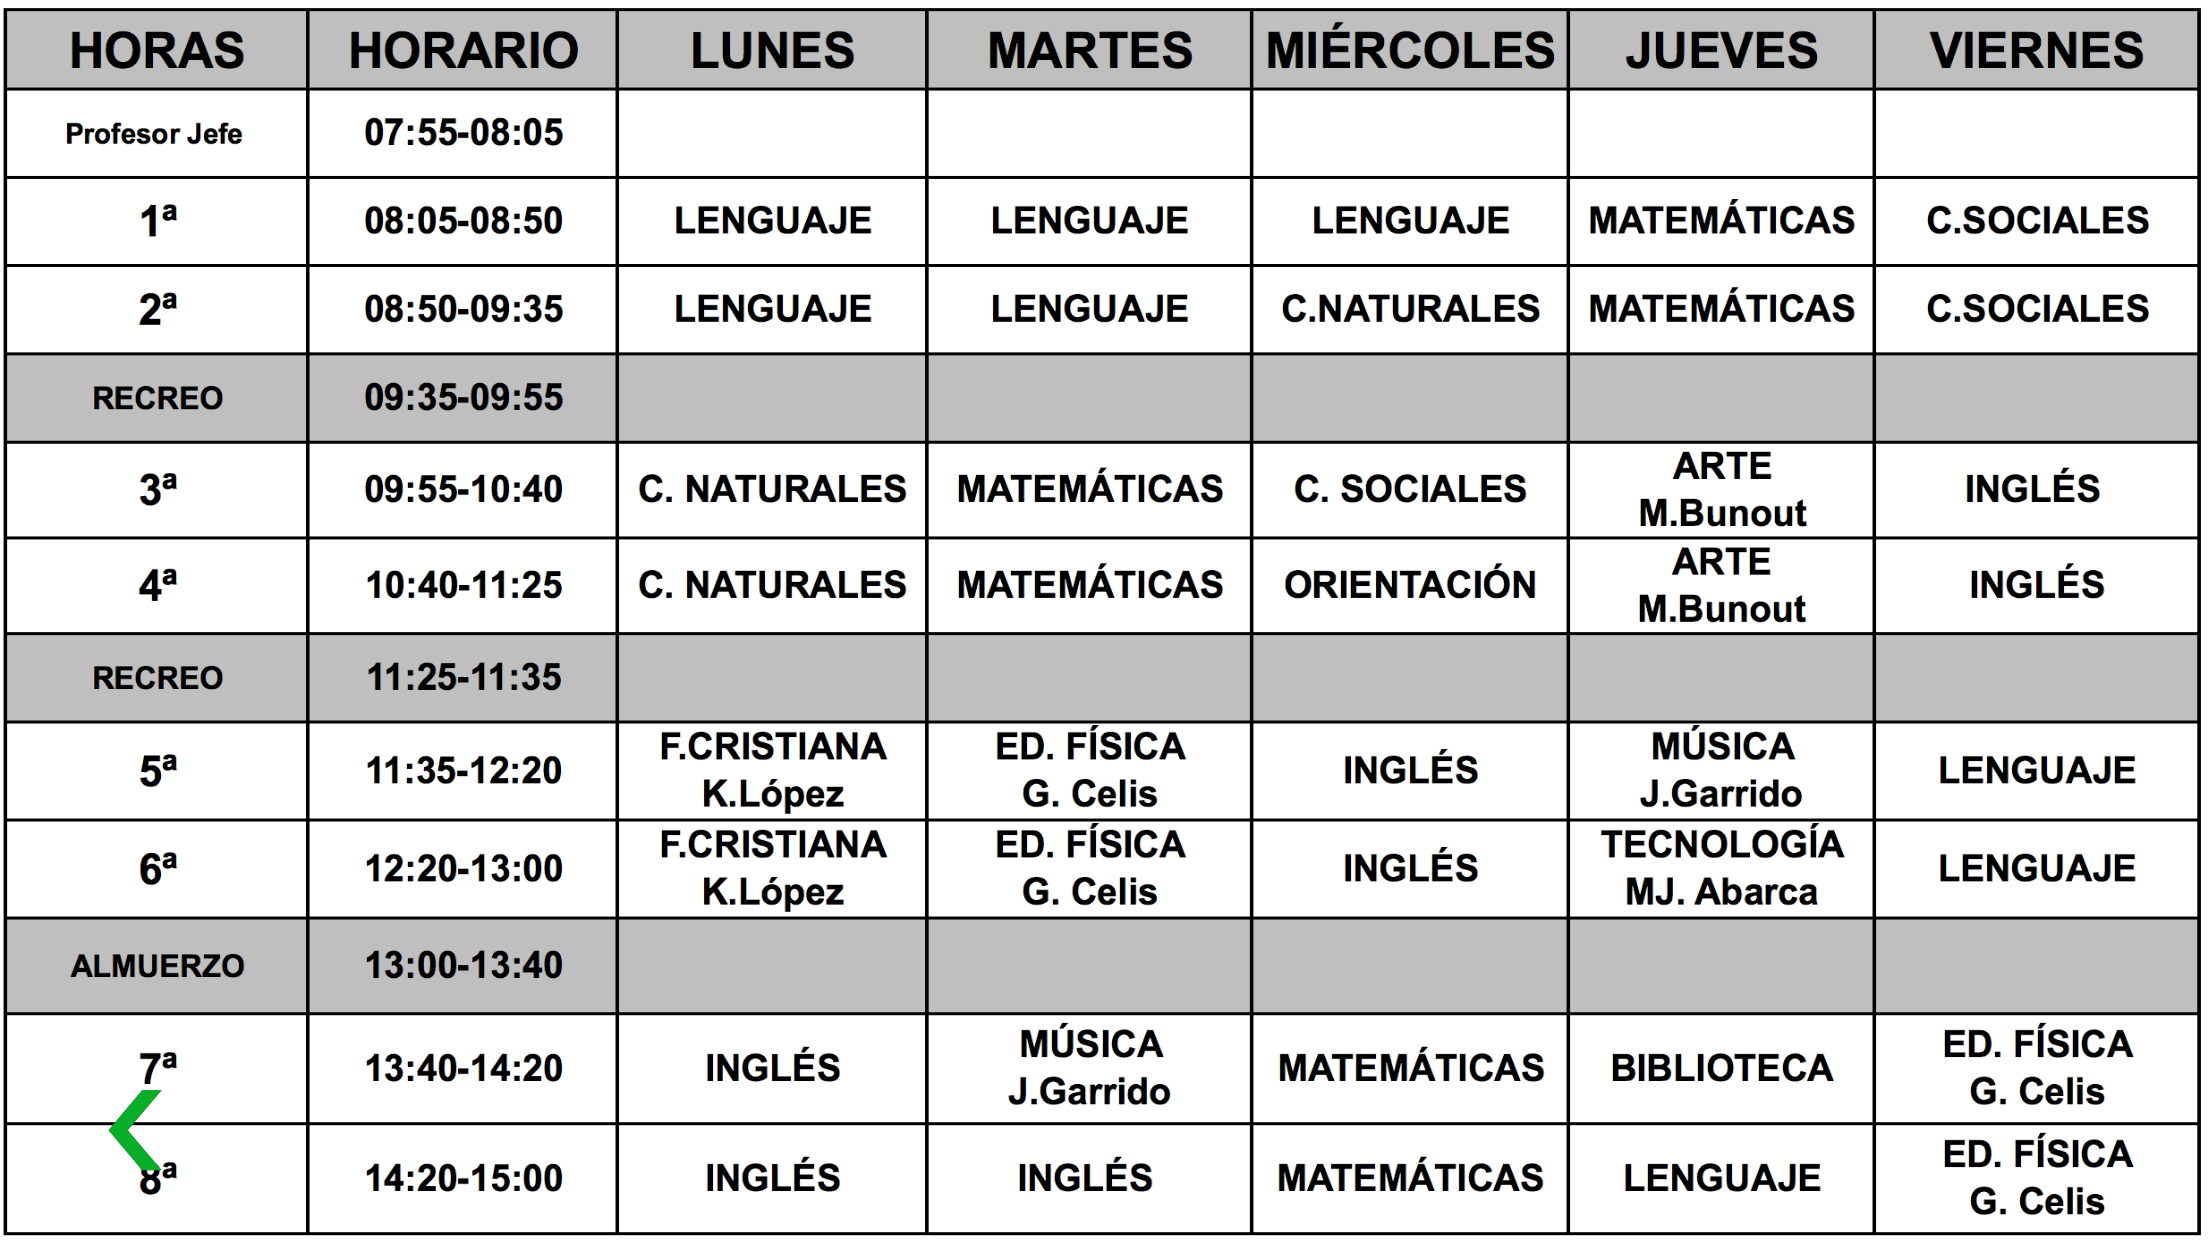 HORAS HORARIO LUNES MARTES MIÉRCOLES JUEVES VIERNES
Profesor Jefe 07:55-08:05
1ª 08:05-08:50 LENGUAJE LENGUAJE LENGUAJE MATEMÁTICAS C.SOCIALES
2ª 08:50-09:35 LENGUAJE LENGUAJE C.NATURALES MATEMÁTICAS C.SOCIALES
RECREO 09:35-09:55
3ª 09:55-10:40 C. NATURALES MATEMÁTICAS C. SOCIALES ARTE M.Bunout INGLÉS
4ª 10:40-11:25 C. NATURALES MATEMÁTICAS ORIENTACIÓN ARTE M.Bunout INGLÉS
RECREO 11:25-11:35
5ª 11:35-12:20 F.CRISTIANA K.López ED. FÍSICA G. Celis INGLÉS MÚSICA J.Garrido LENGUAJE
6ª 12:20-13:00 F.CRISTIANA K.López ED. FÍSICA G. Celis INGLÉS TECNOLOGÍA MJ. Abarca LENGUAJE
ALMUERZO 13:00-13:40
7ª 13:40-14:20 INGLÉS MÚSICA J.Garrido MATEMÁTICAS BIBLIOTECA ED. FÍSICA G. Celis
8ª 14:20-15:00 INGLÉS INGLÉS MATEMÁTICAS LENGUAJE ED. FÍSICA G. Celis